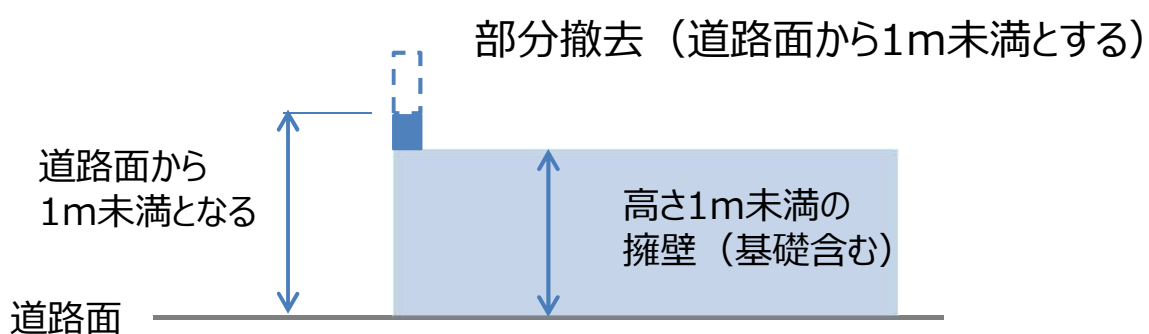 部分撤去（道路面から1m未満とする）
道路面から
1m未満となる
高さ1m未満の
擁壁（基礎含む）
道路面